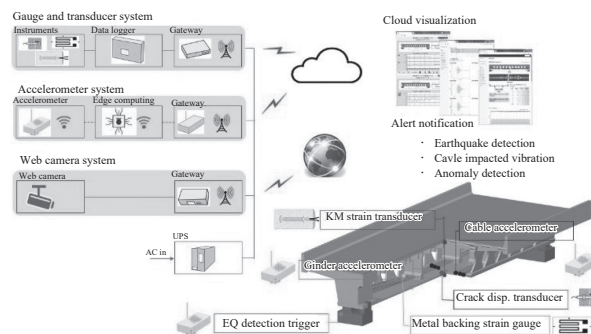 Gauge and transducer system
Instruments Data logger Gateway
Accelerometer system
Accelerometer Edge computing Gateway
Web camera system
Web camera Gateway
UPS
AC in
Cloud visualization
Alert notification
· Earthquake detection
· Cavle impacted vibration
· Anomaly detection
KM strain transducer
Cable accelerometer
Ginder accelerometer
Crack disp. transducer
EQ detection trigger
Metal backing strain gauge